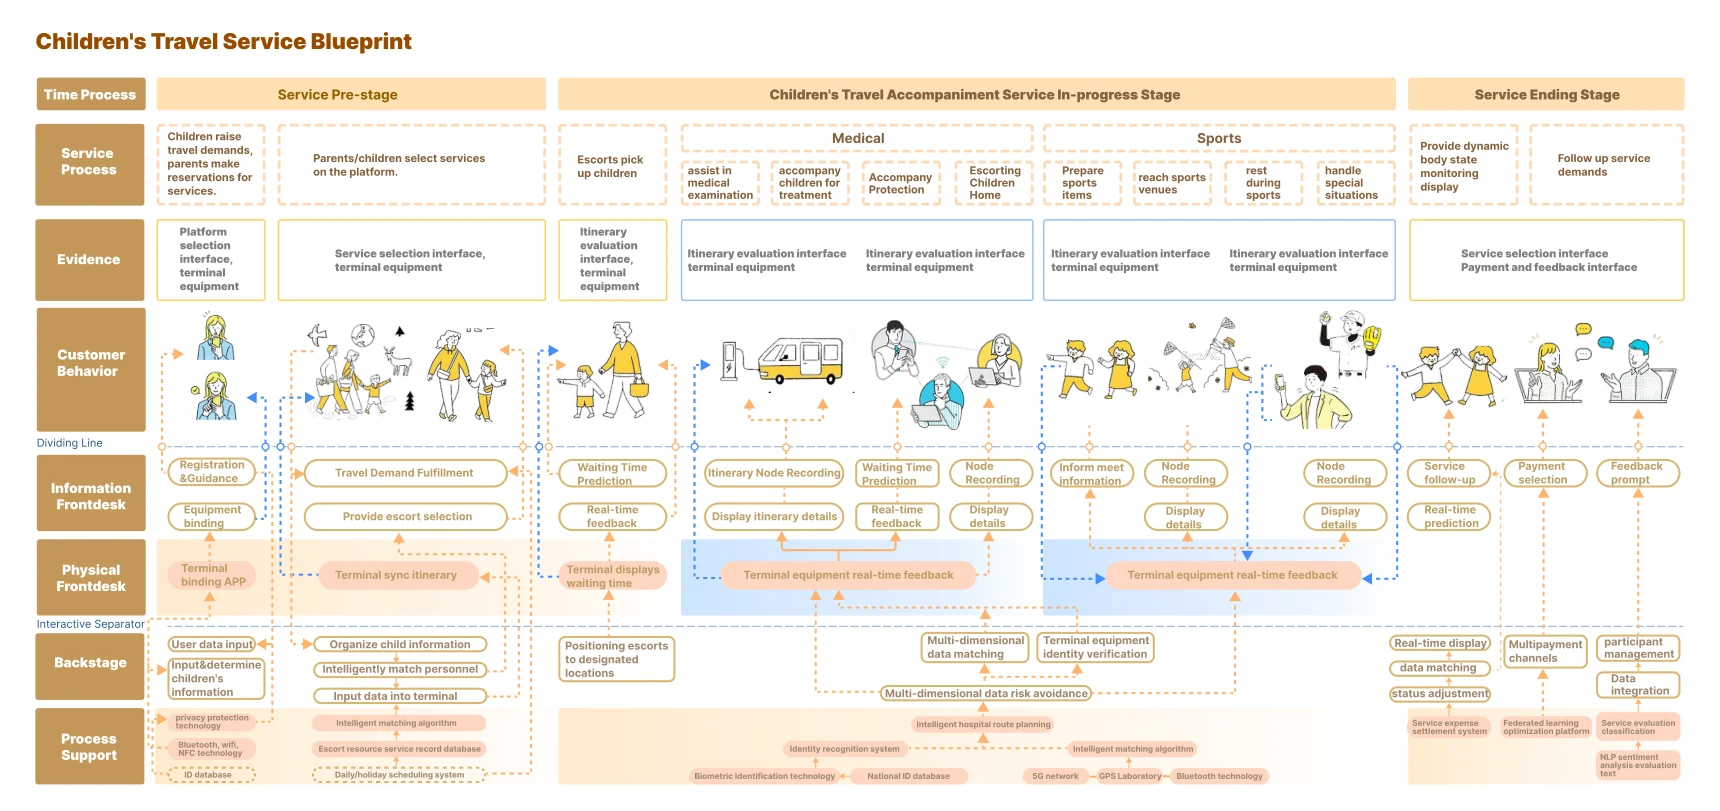 Children's Travel Service Blueprint
Time Process
Service Pre-stage
Children's Travel Accompaniment Service In-progress Stage
Service Ending Stage
Service
Process
Children raise
travel demands,
parents make
reservations for
services.
Parents/children select services
on the platform.
Escorts pick
up children
Medical
assist in
medical
examination
accompany
children for
treatment
Accompany
Protection
Escorting
Children
Home
Sports
Prepare
sports
items
reach sports
venues
rest
during
sports
handle
special
situations
Provide dynamic
body state
monitoring
display
Follow up service
demands
Evidence
Platform
selection
interface,
terminal
equipment
Service selection interface,
terminal equipment
Itinerary
evaluation
interface,
terminal
equipment
Itinerary evaluation interface
terminal equipment
Itinerary evaluation interface
terminal equipment
Itinerary evaluation interface
terminal equipment
Itinerary evaluation interface
terminal equipment
Service selection interface
Payment and feedback interface
Customer
Behavior
Dividing Line
Information
Frontdesk
Registration
&Guidance
Travel Demand Fulfillment
Waiting Time
Prediction
Itinerary Node Recording
Waiting Time
Prediction
Node
Recording
Inform meet
information
Node
Recording
Node
Recording
Service
follow-up
Payment
selection
Feedback
prompt
Equipment
binding
Provide escort selection
Real-time
feedback
Display itinerary details
Real-time
feedback
Display
details
Display
details
Display
details
Real-time
prediction
Physical
Frontdesk
Terminal
binding APP
Terminal sync itinerary
Terminal displays
waiting time
Terminal equipment real-time feedback
Terminal equipment real-time feedback
Interactive Separator
Backstage
User data input
Input&determine
children's
information
Organize child information
Intelligently match personnel
Input data into terminal
Positioning escorts
to designated
locations
Multi-dimensional
data matching
Terminal equipment
identity verification
Multi-dimensional data risk avoidance
Real-time display
data matching
status adjustment
Multipayment
channels
participant
management
Data
integration
Process
Support
privacy protection
technology
Bluetooth, wifi,
NFC technology
ID database
Intelligent matching algorithm
Escort resource service record database
Daily/holiday scheduling system
Intelligent hospital route planning
Identity recognition system
Intelligent matching algorithm
Biometric identification technology
National ID database
5G network
GPS Laboratory
Bluetooth technology
Service expense
settlement system
Federated learning
optimization platform
Service evaluation
classification
NLP sentiment
analysis evaluation
text